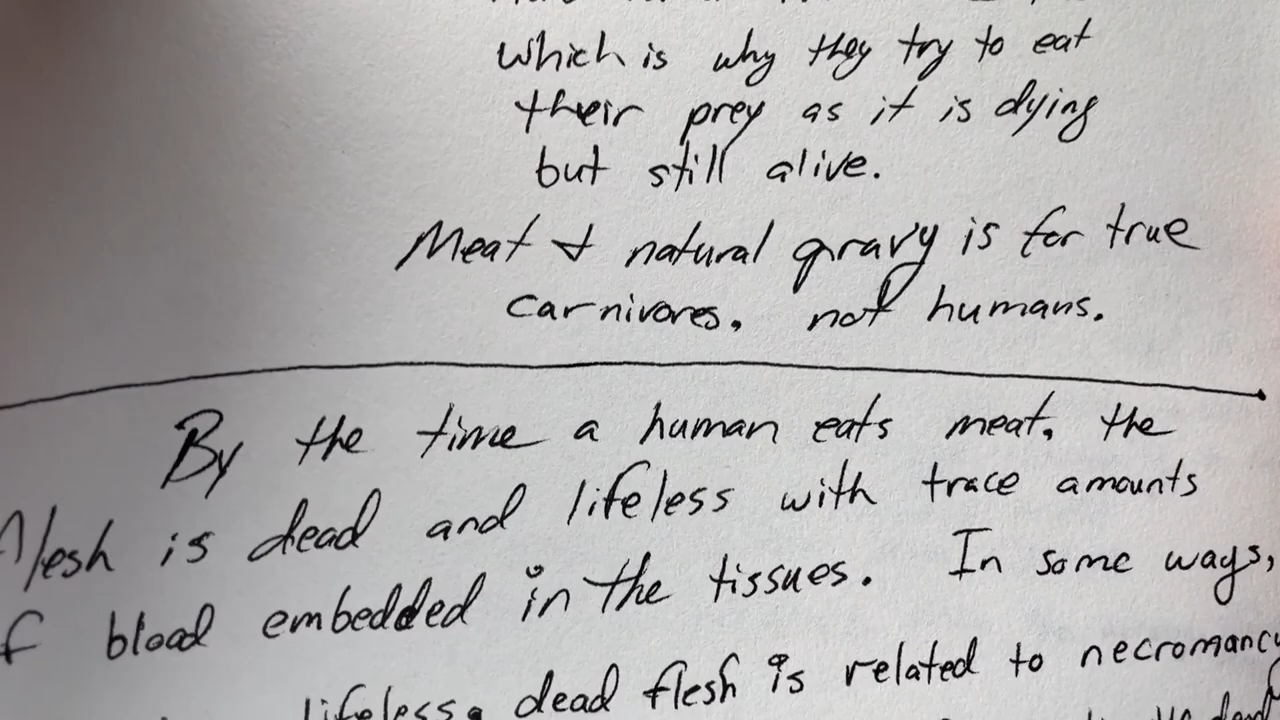 which is why they try to eat
their prey as it is dying
but still alive.
Meat & natural gravy is for true
carnivores. not humans.
By the time a human eats meat, the
flesh is dead and lifeless with trace amounts
f blood embedded in the tissues. In some ways,
lifeless, dead flesh is related to necromancy